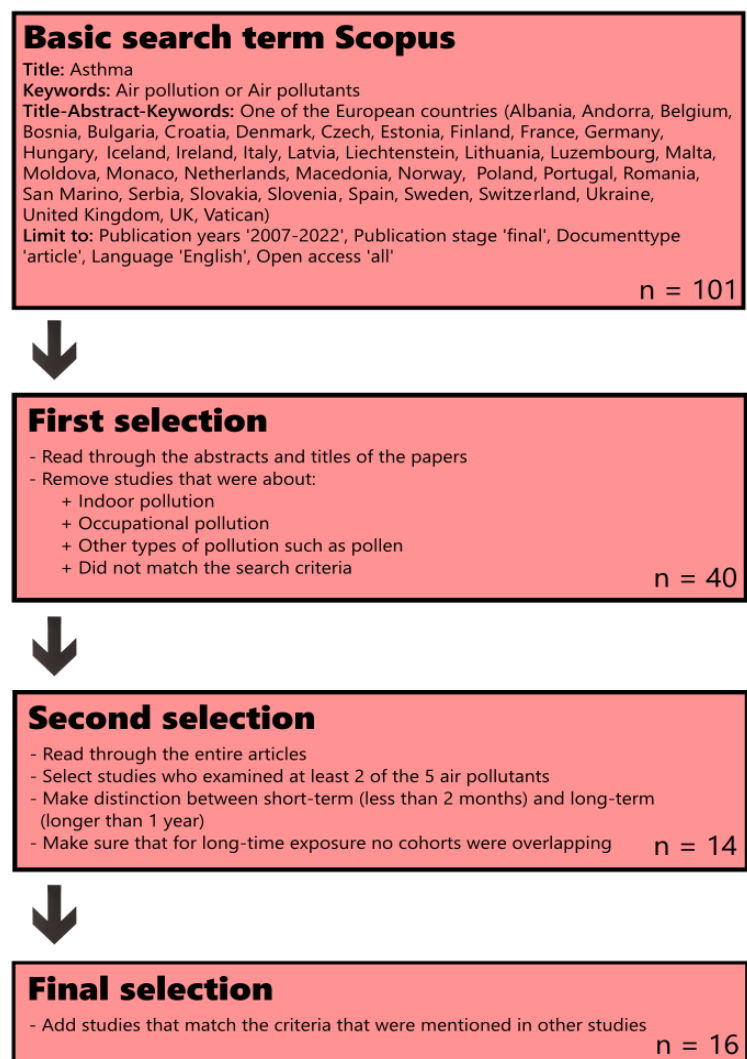 Basic search term Scopus
Title: Asthma
Keywords: Air pollution or Air pollutants
Title-Abstract-Keywords: One of the European countries (Albania, Andorra, Belgium,
Bosnia, Bulgaria, Croatia, Denmark, Czech, Estonia, Finland, France, Germany,
Hungary, Iceland, Ireland, Italy, Latvia, Liechtenstein, Lithuania, Luxembourg, Malta,
Moldova, Monaco, Netherlands, Macedonia, Norway, Poland, Portugal, Romania,
San Marino, Serbia, Slovakia, Slovenia, Spain, Sweden, Switzerland, Ukraine,
United Kingdom, UK, Vatican)
Limit to: Publication years '2007-2022', Publication stage 'final', Documenttype
'article', Language 'English', Open access 'all'
n = 101
First selection
- Read through the abstracts and titles of the papers
- Remove studies that were about:
+ Indoor pollution
+ Occupational pollution
+ Other types of pollution such as pollen
+ Did not match the search criteria
n = 40
Second selection
- Read through the entire articles
- Select studies who examined at least 2 of the 5 air pollutants
- Make distinction between short-term (less than 2 months) and long-term
(longer than 1 year)
- Make sure that for long-time exposure no cohorts were overlapping
n = 14
Final selection
- Add studies that match the criteria that were mentioned in other studies
n = 16